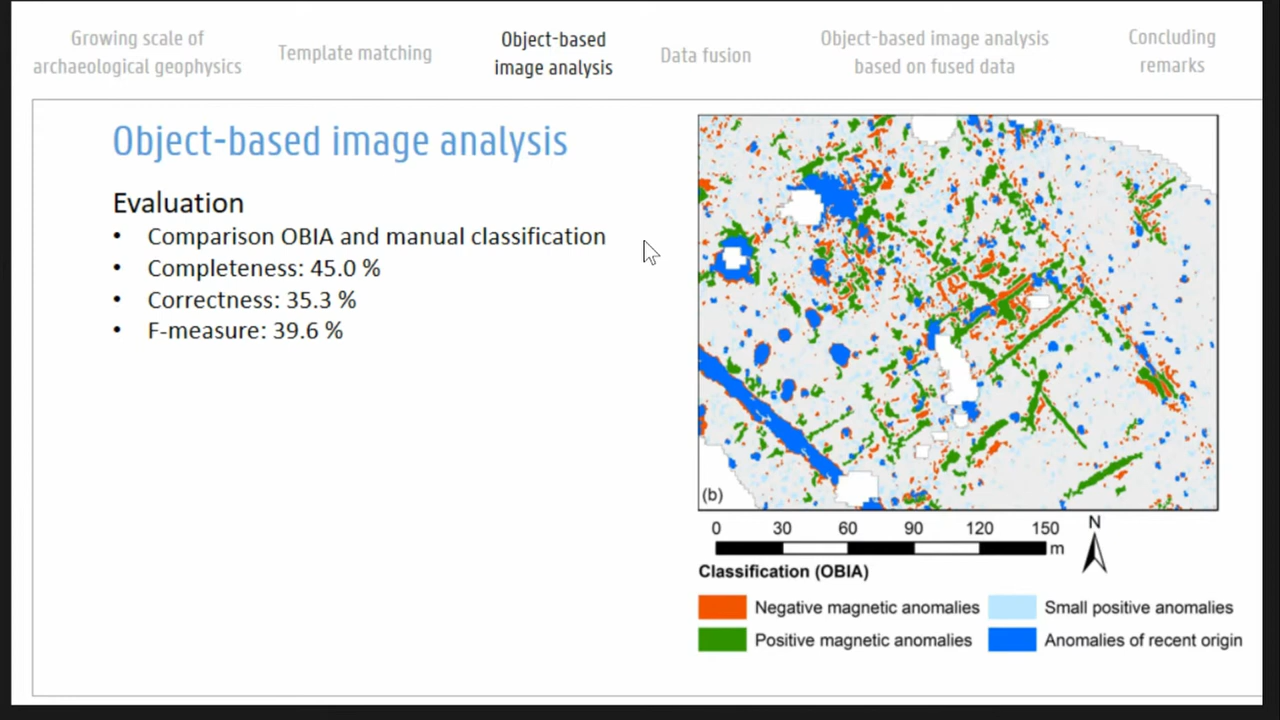 Growing scale of
archaeological geophysics
Template matching
Object-based
image analysis
Data fusion
Object-based image analysis
based on fused data
Concluding
remarks
Object-based image analysis
Evaluation
• Comparison OBIA and manual classification
• Completeness: 45.0 %
• Correctness: 35.3 %
• F-measure: 39.6 %
(b)
0 30 60 90 120 150
m
N
Classification (OBIA)
Negative magnetic anomalies
Small positive anomalies
Positive magnetic anomalies
Anomalies of recent origin